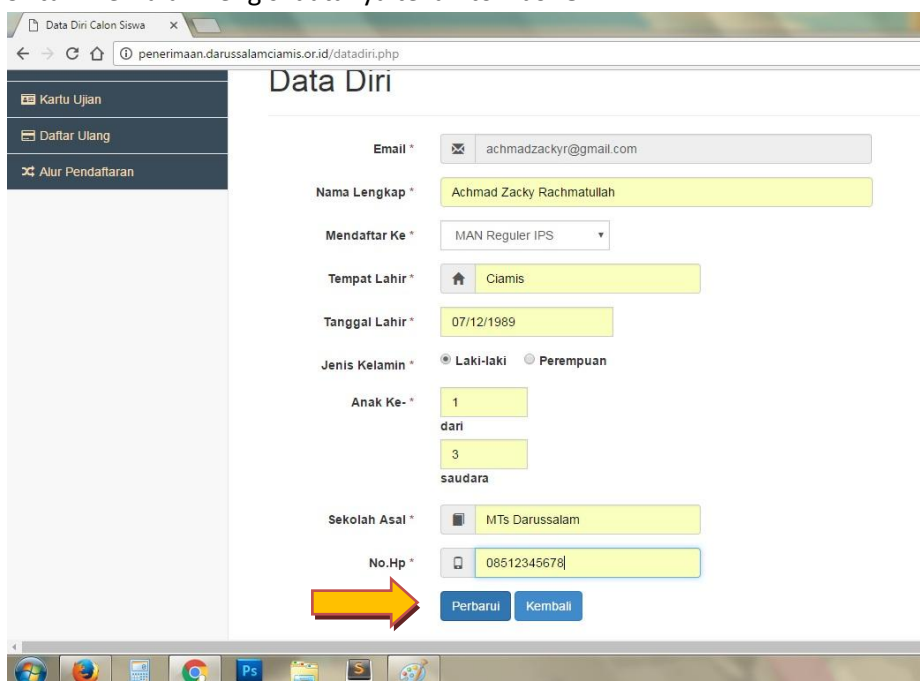 Data Diri Calon Siswa
penerimaan.darussalamciamis.or.id/datadiri.php
Data Diri
Kartu Ujian
Daftar Ulang
Alur Pendaftaran
Email * achmadzackyr@gmail.com
Nama Lengkap * Achmad Zacky Rachmatullah
Mendaftar Ke * MAN Reguler IPS
Tempat Lahir * Ciamis
Tanggal Lahir * 07/12/1989
Jenis Kelamin * Laki-laki Perempuan
Anak Ke- * 1
dari
3
saudara
Sekolah Asal * MTs Darussalam
No.Hp * 08512345678
Perbarui Kembali
Ps
S